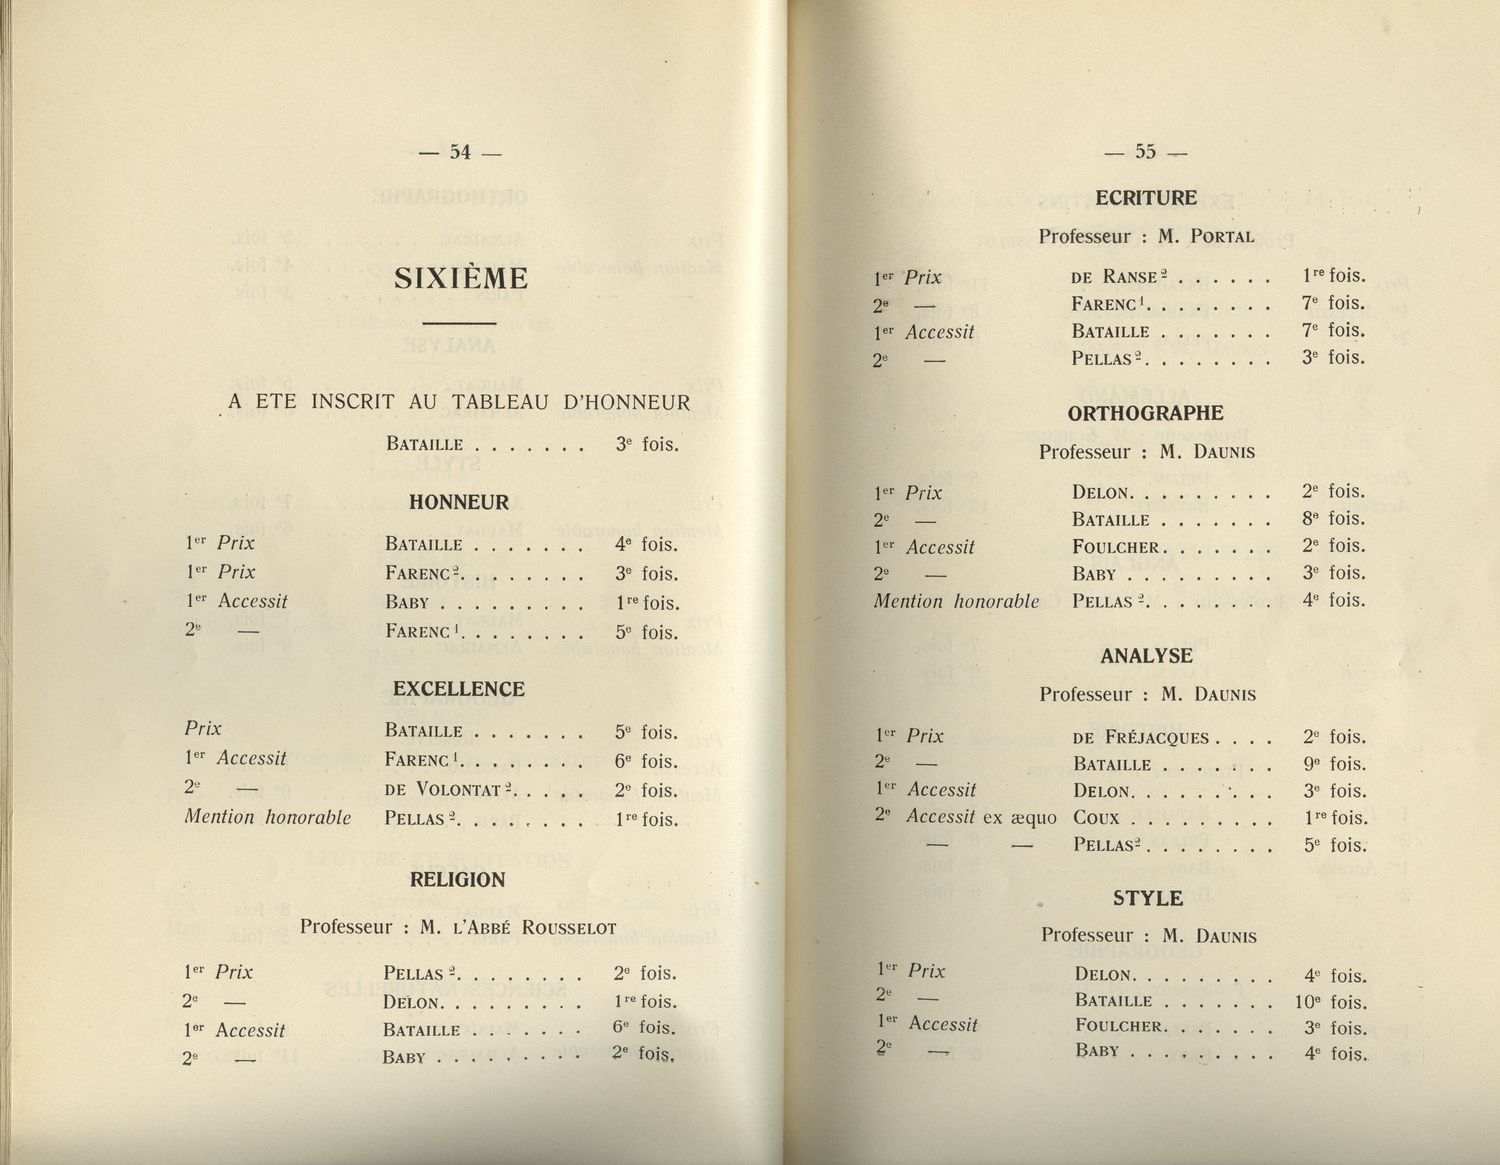 — 54 —
SIXIÈME
A ETE INSCRIT AU TABLEAU D'HONNEUR
BATAILLE . . . . . . . 3e fois.
HONNEUR
1er Prix BATAILLE . . . . . . . 4e fois.
1er Prix FARENC2. . . . . . . . 3e fois.
1er Accessit BABY . . . . . . . . . 1re fois.
2e — FARENC1. . . . . . . . 5e fois.
EXCELLENCE
Prix BATAILLE . . . . . . . 5e fois.
1er Accessit FARENC1. . . . . . . . 6e fois.
2e — DE VOLONTAT2. . . . . 2e fois.
Mention honorable PELLAS2. . . . . . . . 1re fois.
RELIGION
Professeur : M. L'ABBÉ ROUSSELOT
1er Prix PELLAS2. . . . . . . . 2e fois.
2e — DELON. . . . . . . . . 1re fois.
1er Accessit BATAILLE . . . . . . . 6e fois.
2e — BABY . . . . . . . . . 2e fois.
— 55 —
ECRITURE
Professeur : M. PORTAL
1er Prix DE RANSE2 . . . . . . 1re fois.
2e — FARENC1. . . . . . . . 7e fois.
1er Accessit BATAILLE . . . . . . . 7e fois.
2e — PELLAS2. . . . . . . . 3e fois.
ORTHOGRAPHE
Professeur : M. DAUNIS
1er Prix DELON. . . . . . . . . 2e fois.
2e — BATAILLE . . . . . . . 8e fois.
1er Accessit FOULCHER. . . . . . . 2e fois.
2e — BABY . . . . . . . . . 3e fois.
Mention honorable PELLAS2. . . . . . . . 4e fois.
ANALYSE
Professeur : M. DAUNIS
1er Prix DE FRÉJACQUES . . . . 2e fois.
2e — BATAILLE . . . . . . . 9e fois.
1er Accessit DELON. . . . . . . . . 3e fois.
2e Accessit ex æquo COUX . . . . . . . . . 1re fois.
— — PELLAS2 . . . . . . . . 5e fois.
STYLE
Professeur : M. DAUNIS
1er Prix DELON. . . . . . . . . 4e fois.
2e — BATAILLE . . . . . . . 10e fois.
1er Accessit FOULCHER. . . . . . . 3e fois.
2e — BABY . . . . . . . . . 4e fois.